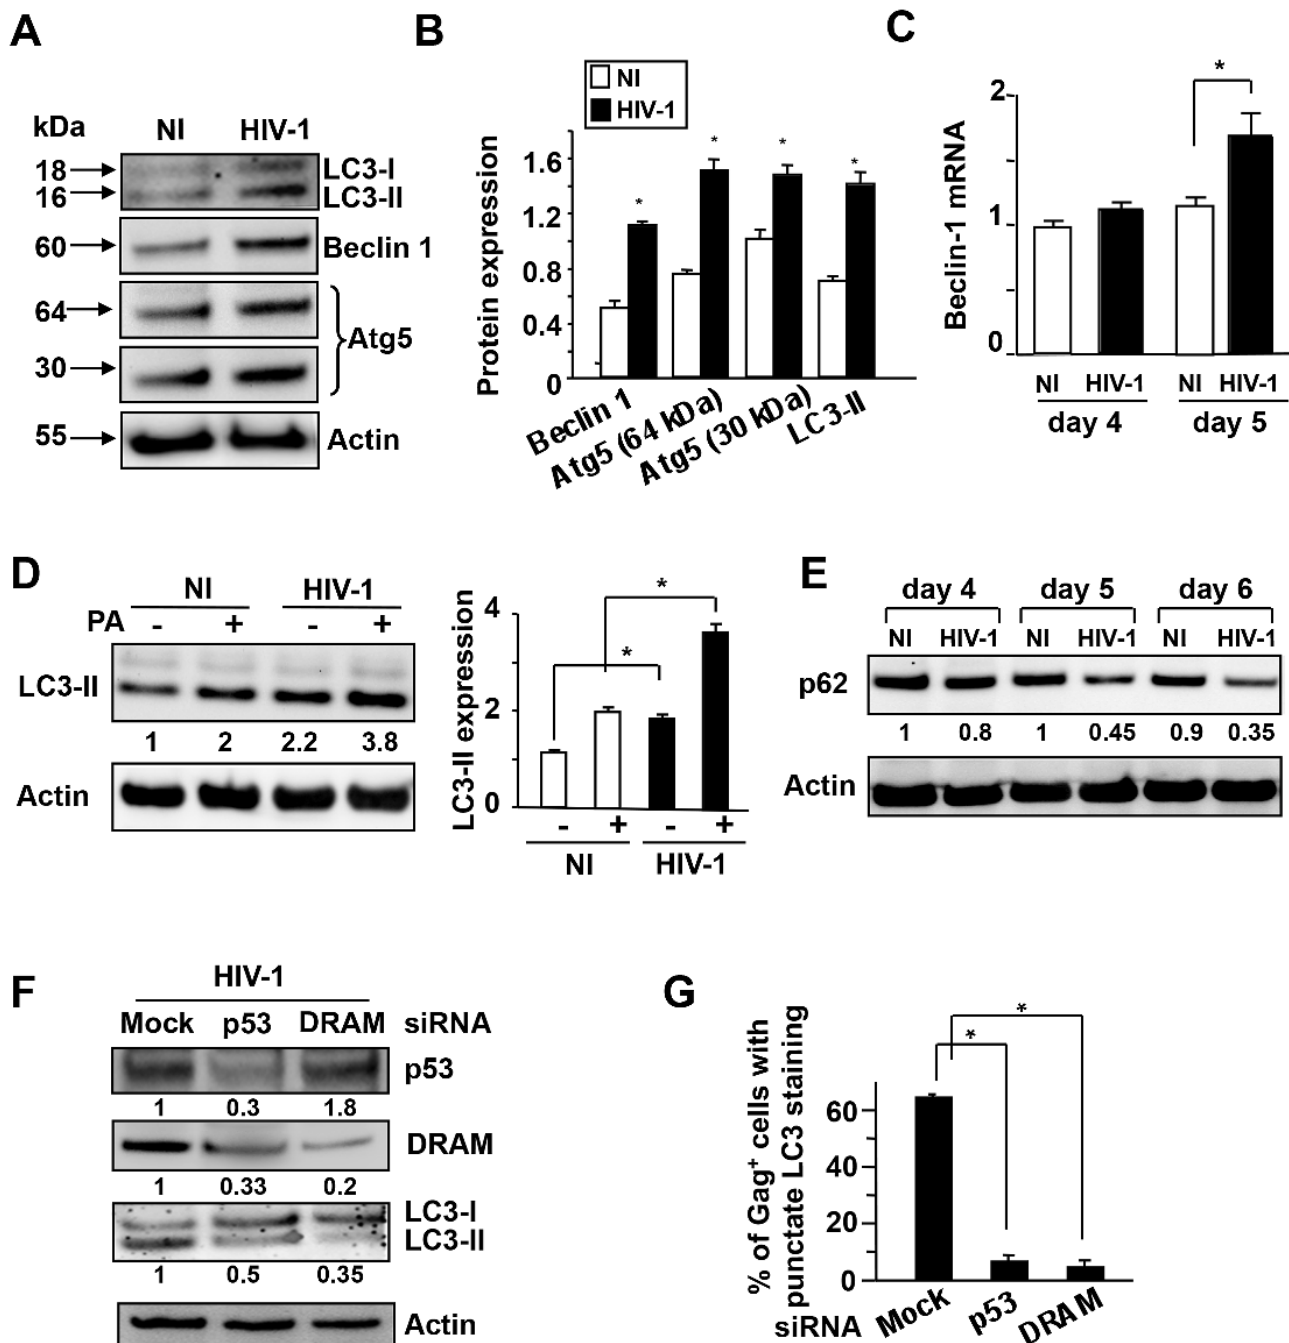 A
kDa
NI HIV-1
18 LC3-I
16 LC3-II
60 Beclin 1
64
Atg5
30
55 Actin
B
NI
HIV-1
Protein expression
1.6
1.2
0.8
0.4
0
* * * *
Beclin 1
Atg5 (64 kDa)
Atg5 (30 kDa)
LC3-II
C
Beclin-1 mRNA
2
1
0
*
NI HIV-1 NI HIV-1
day 4 day 5
D
NI HIV-1
PA - + - +
LC3-II
1 2 2.2 3.8
Actin
LC3-II expression
4
2
0
*
*
- + - +
NI HIV-1
E
day 4 day 5 day 6
NI HIV-1 NI HIV-1 NI HIV-1
p62
1 0.8 1 0.45 0.9 0.35
Actin
F
HIV-1
Mock p53 DRAM siRNA
p53
1 0.3 1.8
DRAM
1 0.33 0.2
LC3-I
LC3-II
1 0.5 0.35
Actin
G
% of Gag+ cells with
punctate LC3 staining
60
40
20
0
*
*
siRNA Mock p53 DRAM